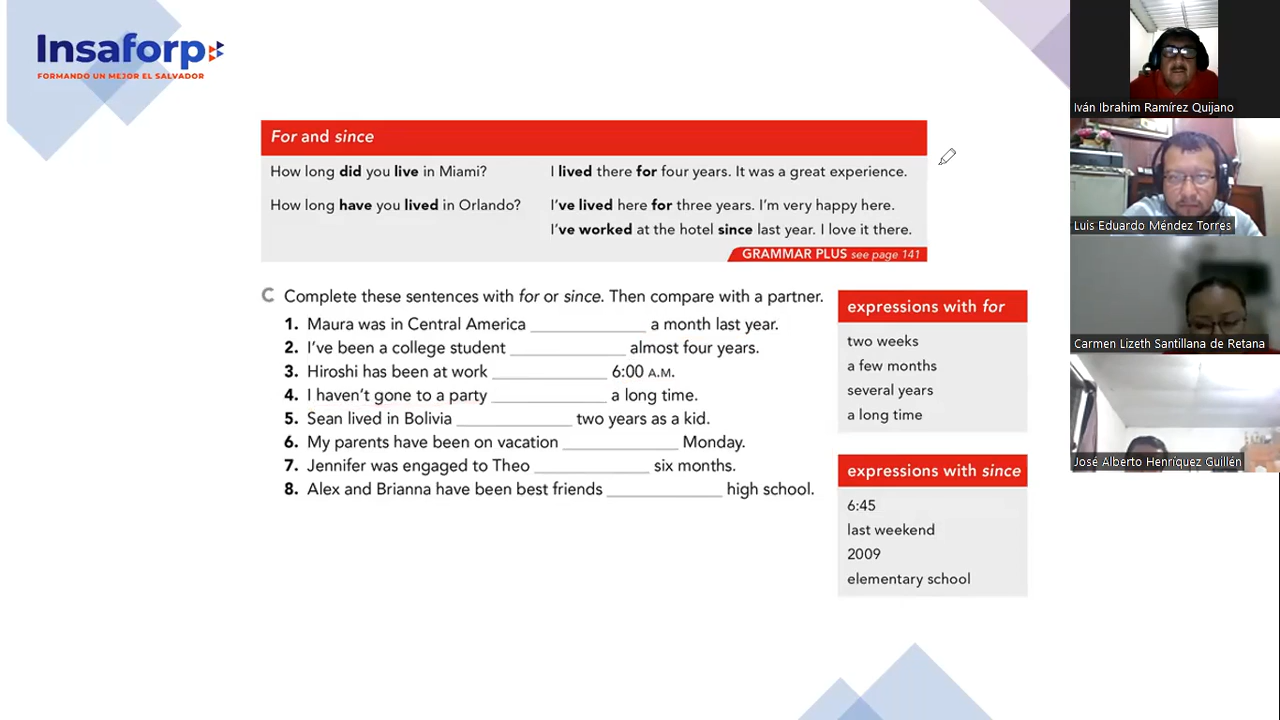 Insaforp
FORMANDO UN MEJOR EL SALVADOR
For and since
How long did you live in Miami?
I lived there for four years. It was a great experience.
How long have you lived in Orlando?
I've lived here for three years. I'm very happy here.
I've worked at the hotel since last year. I love it there.
GRAMMAR PLUS see page 141
C Complete these sentences with for or since. Then compare with a partner.
1. Maura was in Central America ____________ a month last year.
2. I've been a college student ____________ almost four years.
3. Hiroshi has been at work ____________ 6:00 A.M.
4. I haven't gone to a party ____________ a long time.
5. Sean lived in Bolivia ____________ two years as a kid.
6. My parents have been on vacation ____________ Monday.
7. Jennifer was engaged to Theo ____________ six months.
8. Alex and Brianna have been best friends ____________ high school.
expressions with for
two weeks
a few months
several years
a long time
expressions with since
6:45
last weekend
2009
elementary school
Iván Ibrahim Ramírez Quijano
Luis Eduardo Méndez Torres
Carmen Lizeth Santillana de Retana
José Alberto Henríquez Guillén